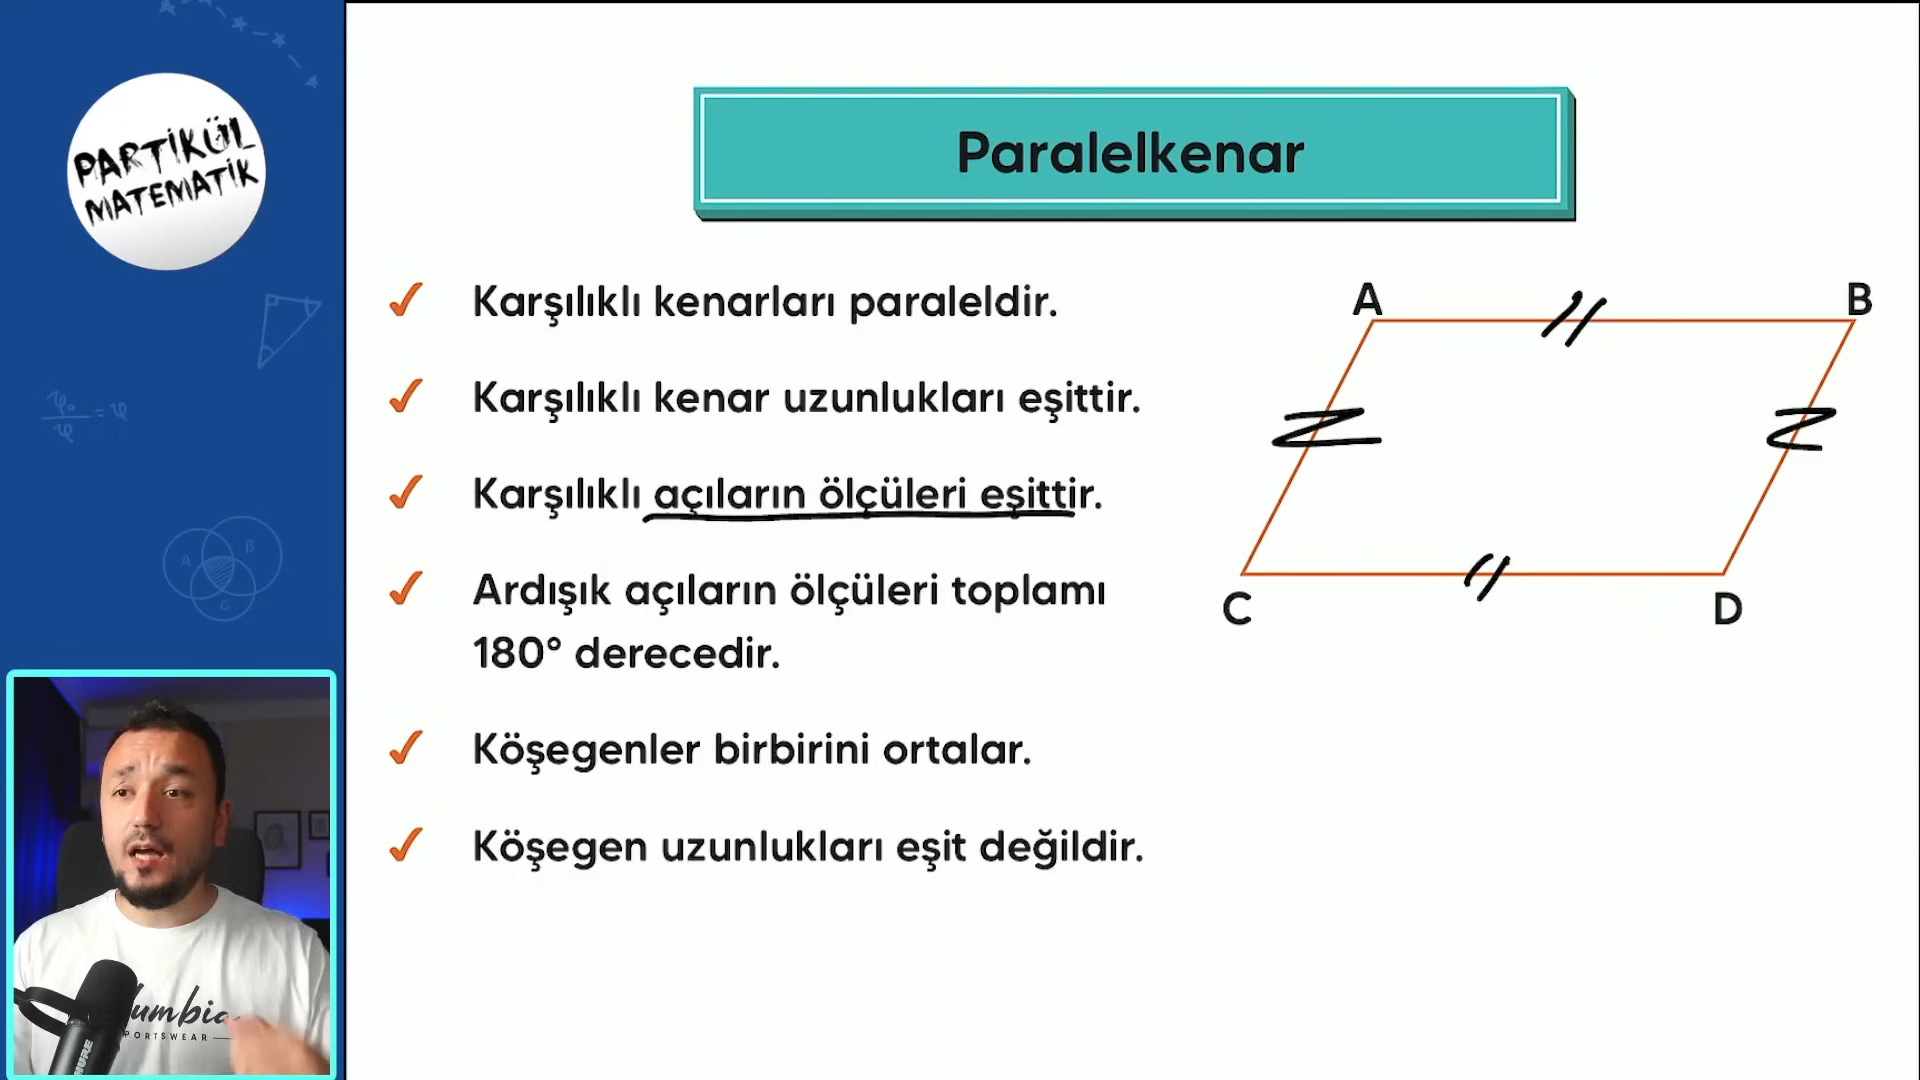 PARTİKÜL
MATEMATİK
Paralelkenar
Karşılıklı kenarları paraleldir.
Karşılıklı kenar uzunlukları eşittir.
Karşılıklı açıların ölçüleri eşittir.
Ardışık açıların ölçüleri toplamı
180° derecedir.
Köşegenler birbirini ortalar.
Köşegen uzunlukları eşit değildir.
A B
C D
A B
C
SHURE